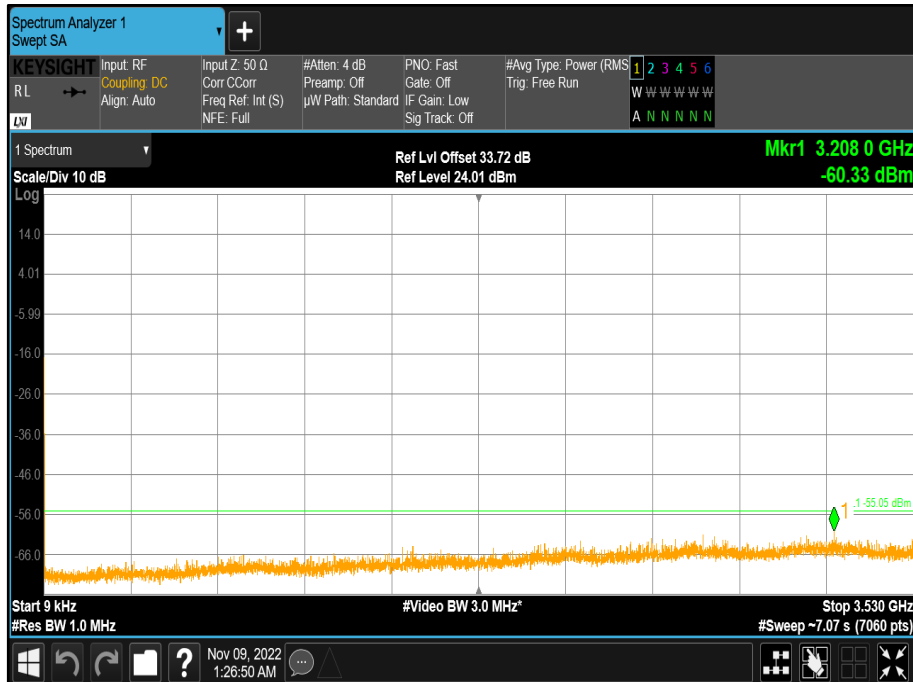 Spectrum Analyzer 1
Swept SA
+
KEYSIGHT
RL
LXI
Input: RF
Coupling: DC
Align: Auto
Input Z: 50 Ω
Corr CCorr
Freq Ref: Int (S)
NFE: Full
#Atten: 4 dB
Preamp: Off
µW Path: Standard
PNO: Fast
Gate: Off
IF Gain: Low
Sig Track: Off
#Avg Type: Power (RMS
Trig: Free Run
1 2 3 4 5 6
W W W W W W
A N N N N N
1 Spectrum
Scale/Div 10 dB
Ref Lvl Offset 33.72 dB
Ref Level 24.01 dBm
Mkr1 3.208 0 GHz
-60.33 dBm
Log
14.0
4.01
-5.99
-16.0
-26.0
-36.0
-46.0
-56.0
-66.0
1
.1 -55.05 dBm
Start 9 kHz
#Res BW 1.0 MHz
#Video BW 3.0 MHz*
Stop 3.530 GHz
#Sweep ~7.07 s (7060 pts)
?
Nov 09, 2022
1:26:50 AM